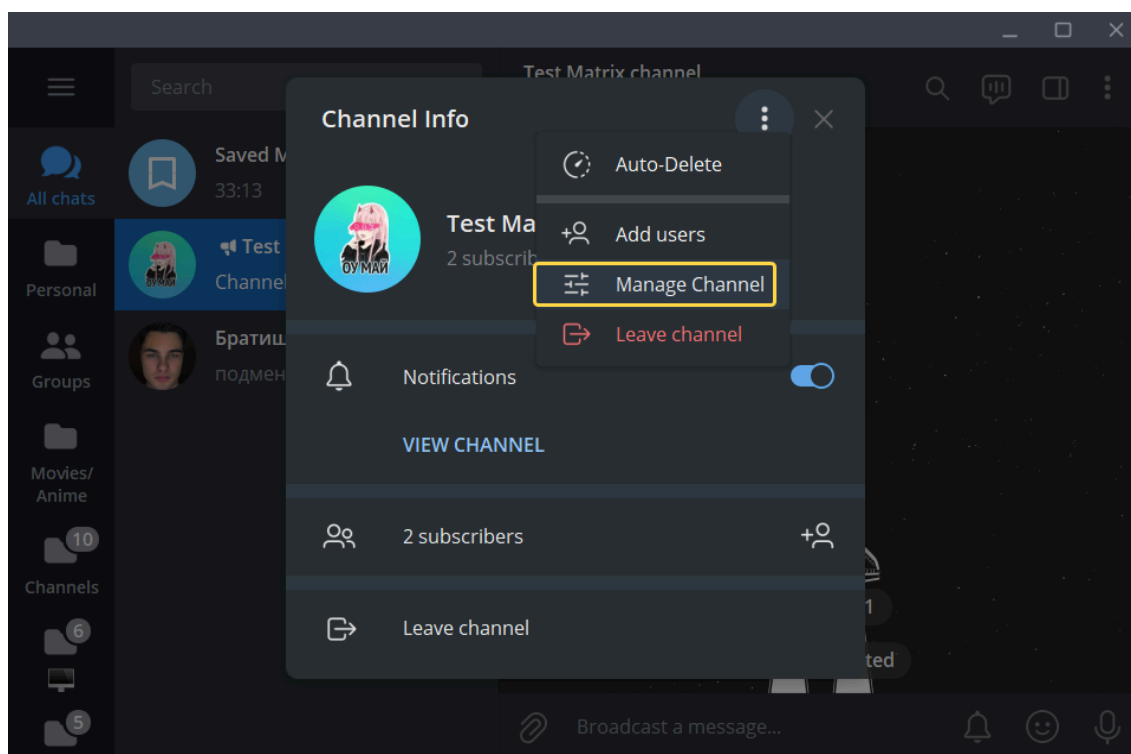 Test Matrix channel
Search
Channel Info
All chats
Saved M
33:13
Auto-Delete
Test Ma
2 subscrib
Add users
Test
Channel
Manage Channel
Leave channel
ОУ МАЙ
Personal
Братиш
подмен
Groups
Notifications
VIEW CHANNEL
Movies/
Anime
2 subscribers
10
Channels
1
6
Leave channel
ted
5
Broadcast a message...